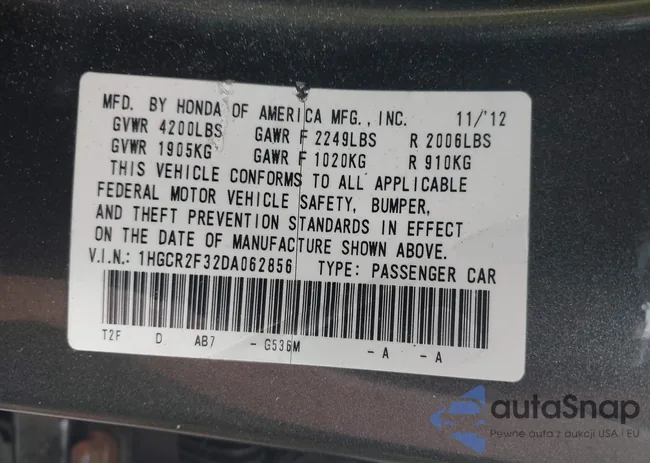 MFD. BY HONDA OF AMERICA MFG., INC. 11/'12
GVWR 4200LBS GAWR F 2249LBS R 2006LBS
GVWR 1905KG GAWR F 1020KG R 910KG
THIS VEHICLE CONFORMS TO ALL APPLICABLE
FEDERAL MOTOR VEHICLE SAFETY, BUMPER,
AND THEFT PREVENTION STANDARDS IN EFFECT
ON THE DATE OF MANUFACTURE SHOWN ABOVE.
V.I.N.: 1HGCR2F32DA062856 TYPE: PASSENGER CAR
T2F D AB7 - G536M - A - A
autaSnap
Pewne auta z aukcji USA i EU